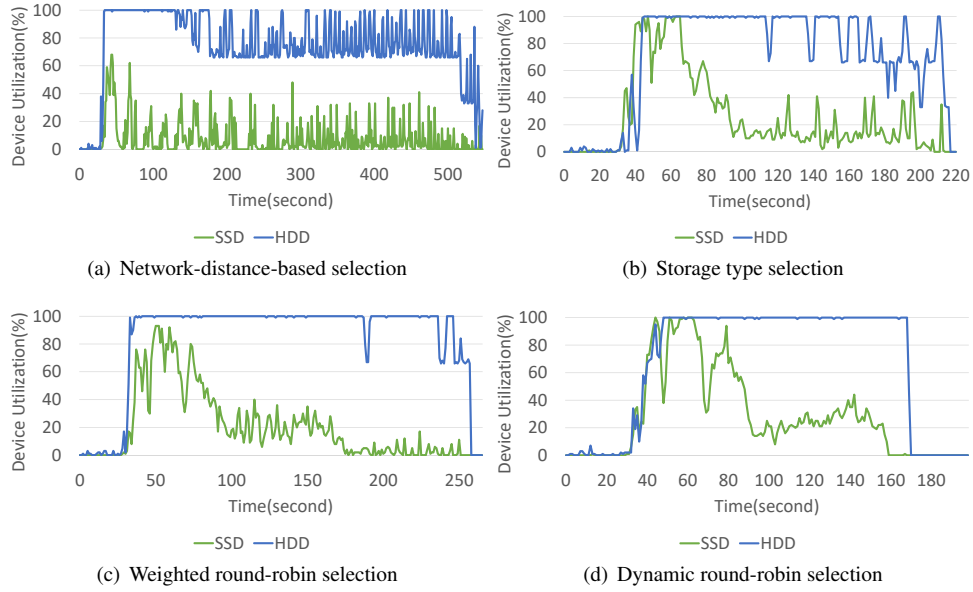 Device Utilization(%)
100
80
60
40
20
0
0 100 200 300 400 500
Time(second)
SSD HDD
(a) Network-distance-based selection
Device Utilization(%)
100
80
60
40
20
0
0 20 40 60 80 100 120 140 160 180 200 220
Time(second)
SSD HDD
(b) Storage type selection
Device Utilization(%)
100
80
60
40
20
0
0 50 100 150 200 250
Time(second)
SSD HDD
(c) Weighted round-robin selection
Device Utilization(%)
100
80
60
40
20
0
0 20 40 60 80 100 120 140 160 180
Time(second)
SSD HDD
(d) Dynamic round-robin selection